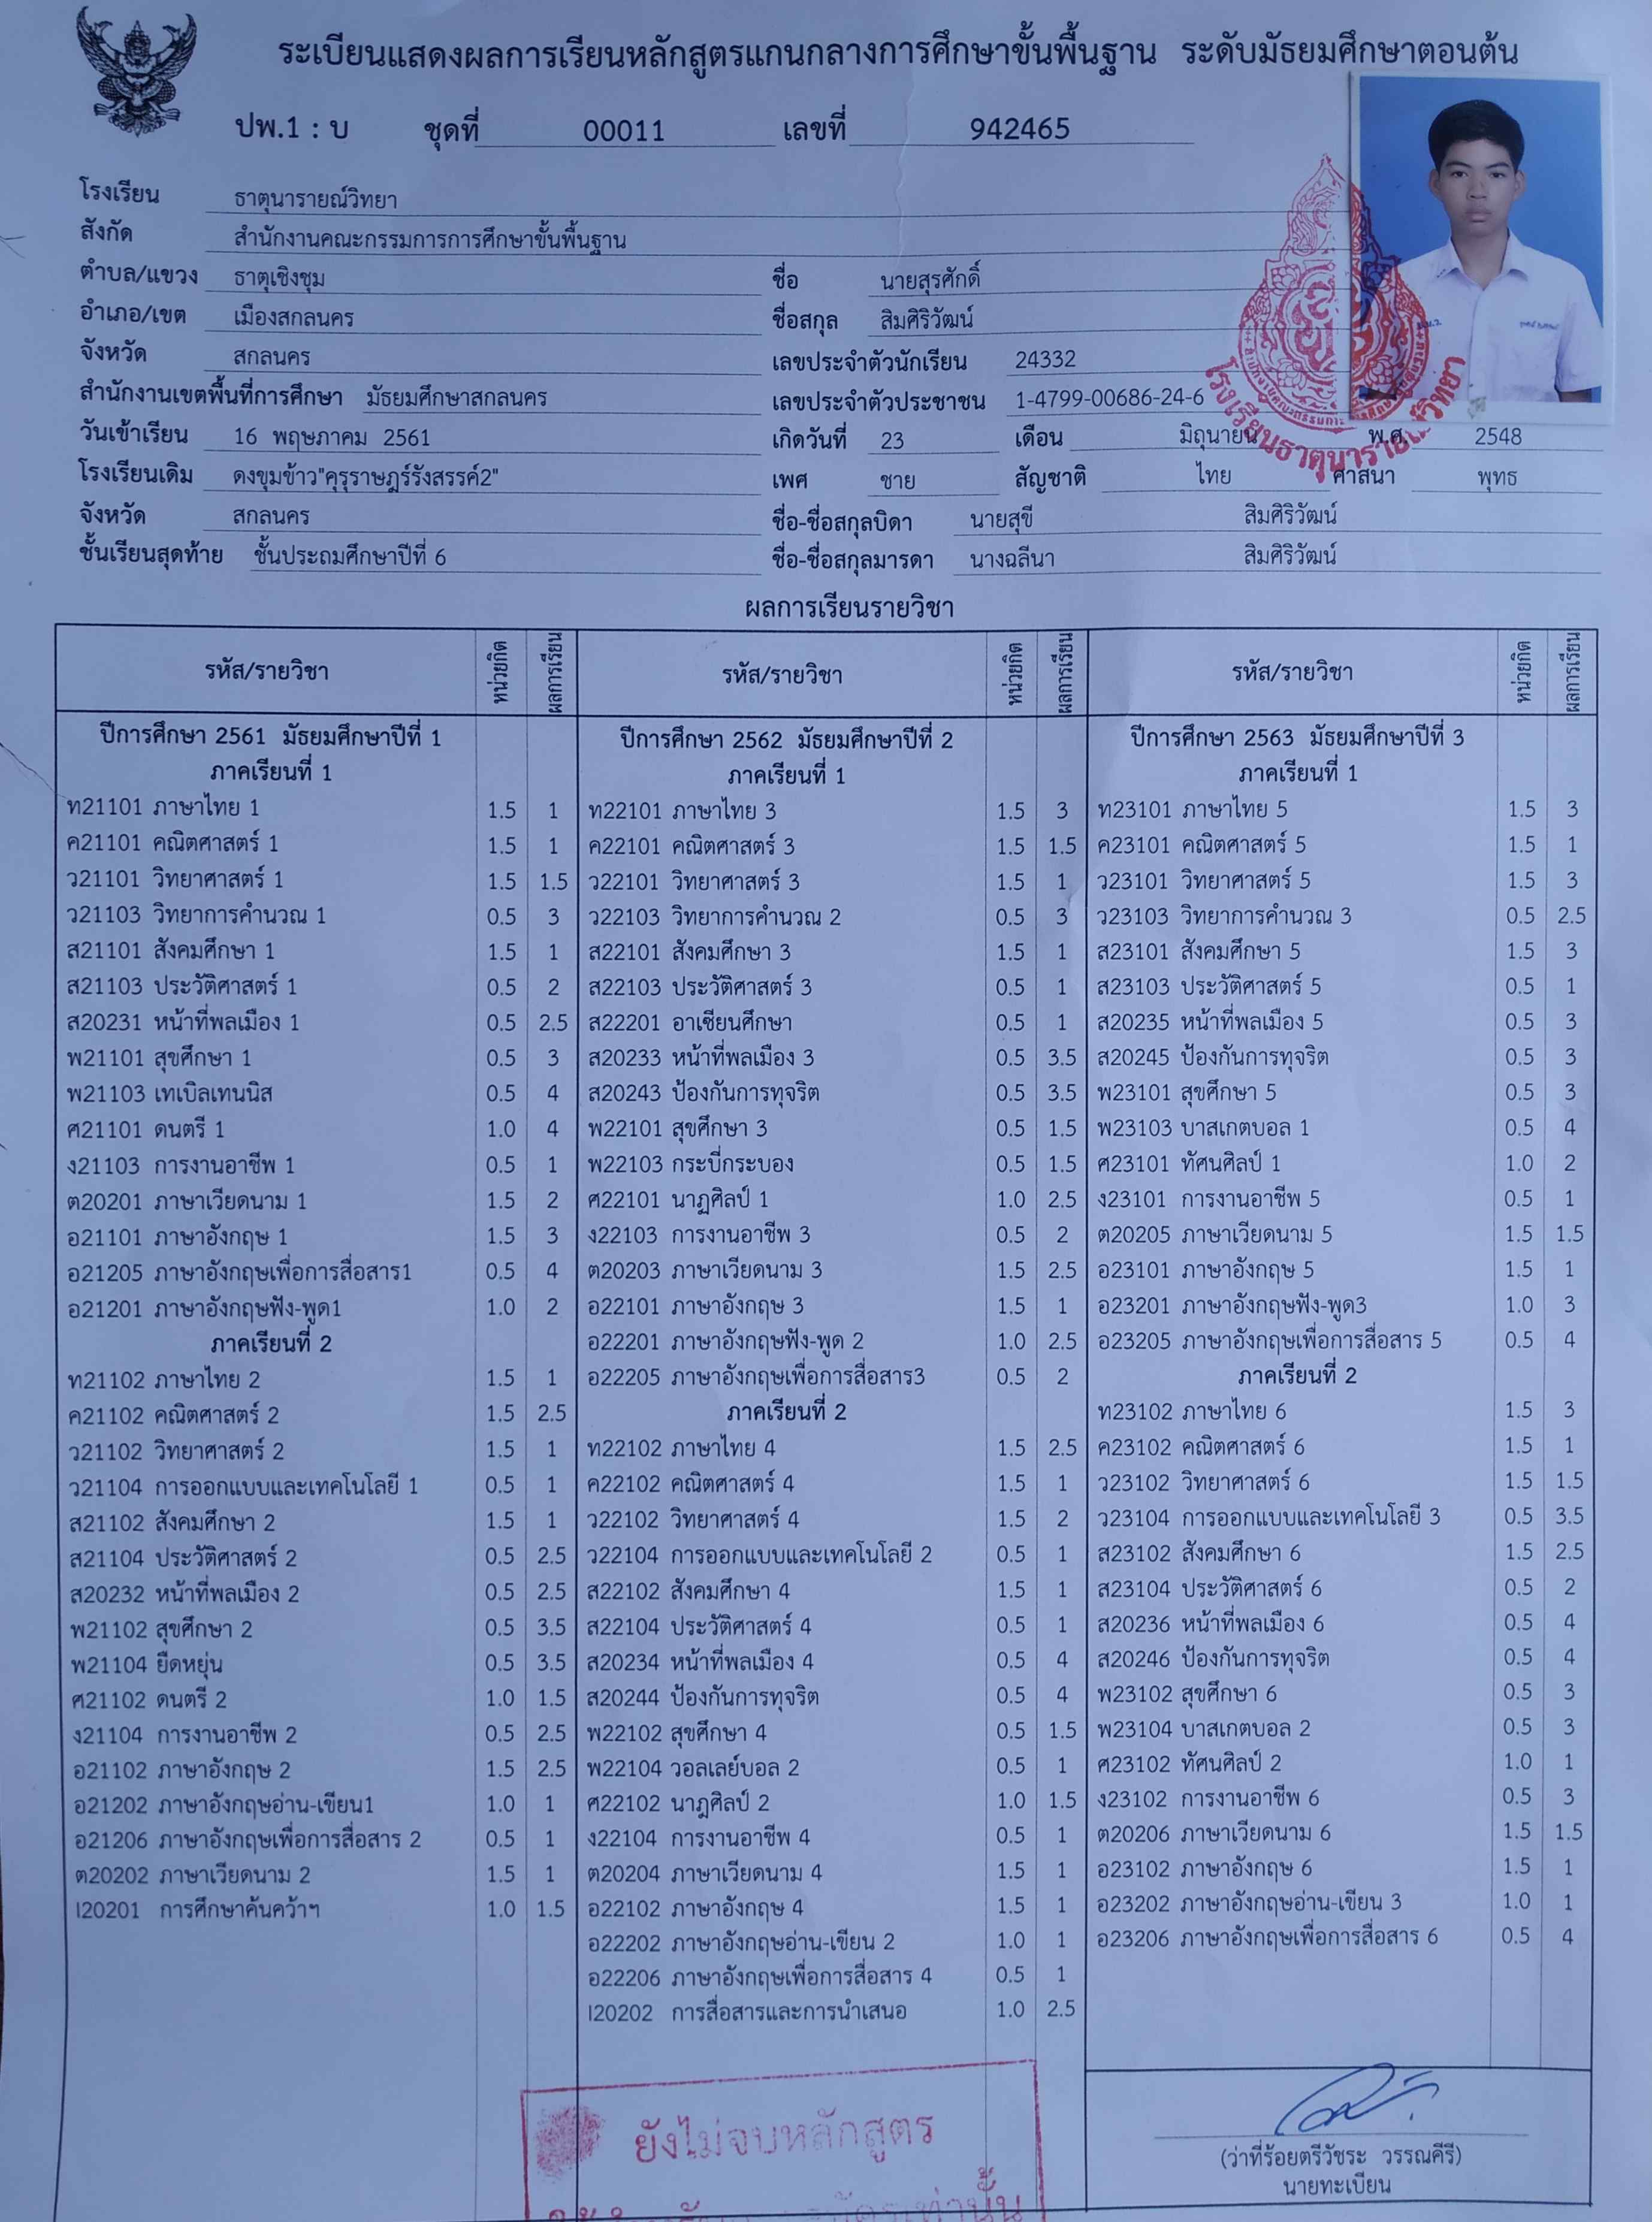 ระเบียนแสดงผลการเรียนหลักสูตรแกนกลางการศึกษาขั้นพื้นฐาน ระดับมัธยมศึกษาตอนต้น
ปพ.1 : บ ชุดที่ 00011 เลขที่ 942465
โรงเรียน ธาตุนารายณ์วิทยา
สังกัด สำนักงานคณะกรรมการการศึกษาขั้นพื้นฐาน
ตำบล/แขวง ธาตุเชิงชุม
อำเภอ/เขต เมืองสกลนคร
จังหวัด สกลนคร
สำนักงานเขตพื้นที่การศึกษา มัธยมศึกษาสกลนคร
วันเข้าเรียน 16 พฤษภาคม 2561
โรงเรียนเดิม ดงขุมข้าว"คุรุราษฎร์รังสรรค์2"
จังหวัด สกลนคร
ชั้นเรียนสุดท้าย ชั้นประถมศึกษาปีที่ 6
ชื่อ นายสุรศักดิ์
ชื่อสกุล สิมศิริวัฒน์
เลขประจำตัวนักเรียน 24332
เลขประจำตัวประชาชน 1-4799-00686-24-6
เกิดวันที่ 23 เดือน มิถุนายน พ.ศ. 2548
เพศ ชาย สัญชาติ ไทย ศาสนา พุทธ
ชื่อ-ชื่อสกุลบิดา นายสุขี สิมศิริวัฒน์
ชื่อ-ชื่อสกุลมารดา นางฉลีนา สิมศิริวัฒน์
โรงเรียนธาตุนารายณ์วิทยา
ผลการเรียนรายวิชา
รหัส/รายวิชา หน่วยกิต ผลการเรียน
ปีการศึกษา 2561 มัธยมศึกษาปีที่ 1
ภาคเรียนที่ 1
ท21101 ภาษาไทย 1 1.5 1
ค21101 คณิตศาสตร์ 1 1.5 1
ว21101 วิทยาศาสตร์ 1 1.5 1.5
ว21103 วิทยาการคำนวณ 1 0.5 3
ส21101 สังคมศึกษา 1 1.5 1
ส21103 ประวัติศาสตร์ 1 0.5 2
ส20231 หน้าที่พลเมือง 1 0.5 2.5
พ21101 สุขศึกษา 1 0.5 3
พ21103 เทเบิลเทนนิส 0.5 4
ศ21101 ดนตรี 1 1.0 4
ง21103 การงานอาชีพ 1 0.5 1
ต20201 ภาษาเวียดนาม 1 1.5 2
อ21101 ภาษาอังกฤษ 1 1.5 3
อ21205 ภาษาอังกฤษเพื่อการสื่อสาร1 0.5 4
อ21201 ภาษาอังกฤษฟัง-พูด1 1.0 2
ภาคเรียนที่ 2
ท21102 ภาษาไทย 2 1.5 1
ค21102 คณิตศาสตร์ 2 1.5 2.5
ว21102 วิทยาศาสตร์ 2 1.5 1
ว21104 การออกแบบและเทคโนโลยี 1 0.5 1
ส21102 สังคมศึกษา 2 1.5 1
ส21104 ประวัติศาสตร์ 2 0.5 2.5
ส20232 หน้าที่พลเมือง 2 0.5 2.5
พ21102 สุขศึกษา 2 0.5 3.5
พ21104 ยืดหยุ่น 0.5 3.5
ศ21102 ดนตรี 2 1.0 1.5
ง21104 การงานอาชีพ 2 0.5 2.5
อ21102 ภาษาอังกฤษ 2 1.5 2.5
อ21202 ภาษาอังกฤษอ่าน-เขียน1 1.0 1
อ21206 ภาษาอังกฤษเพื่อการสื่อสาร 2 0.5 1
ต20202 ภาษาเวียดนาม 2 1.5 1
I20201 การศึกษาค้นคว้าฯ 1.0 1.5
รหัส/รายวิชา หน่วยกิต ผลการเรียน
ปีการศึกษา 2562 มัธยมศึกษาปีที่ 2
ภาคเรียนที่ 1
ท22101 ภาษาไทย 3 1.5 3
ค22101 คณิตศาสตร์ 3 1.5 1.5
ว22101 วิทยาศาสตร์ 3 1.5 1
ว22103 วิทยาการคำนวณ 2 0.5 3
ส22101 สังคมศึกษา 3 1.5 1
ส22103 ประวัติศาสตร์ 3 0.5 1
ส22201 อาเซียนศึกษา 0.5 1
ส20233 หน้าที่พลเมือง 3 0.5 3.5
ส20243 ป้องกันการทุจริต 0.5 3.5
พ22101 สุขศึกษา 3 0.5 1.5
พ22103 กระบี่กระบอง 0.5 1.5
ศ22101 นาฏศิลป์ 1 1.0 2.5
ง22103 การงานอาชีพ 3 0.5 2
ต20203 ภาษาเวียดนาม 3 1.5 2.5
อ22101 ภาษาอังกฤษ 3 1.5 1
อ22201 ภาษาอังกฤษฟัง-พูด 2 1.0 2.5
อ22205 ภาษาอังกฤษเพื่อการสื่อสาร3 0.5 2
ภาคเรียนที่ 2
ท22102 ภาษาไทย 4 1.5 2.5
ค22102 คณิตศาสตร์ 4 1.5 1
ว22102 วิทยาศาสตร์ 4 1.5 2
ว22104 การออกแบบและเทคโนโลยี 2 0.5 1
ส22102 สังคมศึกษา 4 1.5 1
ส22104 ประวัติศาสตร์ 4 0.5 1
ส20234 หน้าที่พลเมือง 4 0.5 4
ส20244 ป้องกันการทุจริต 0.5 4
พ22102 สุขศึกษา 4 0.5 1.5
พ22104 วอลเลย์บอล 2 0.5 1
ศ22102 นาฏศิลป์ 2 1.0 1.5
ง22104 การงานอาชีพ 4 0.5 1
ต20204 ภาษาเวียดนาม 4 1.5 1
อ22102 ภาษาอังกฤษ 4 1.5 1
อ22202 ภาษาอังกฤษอ่าน-เขียน 2 1.0 1
อ22206 ภาษาอังกฤษเพื่อการสื่อสาร 4 0.5 1
I20202 การสื่อสารและการนำเสนอ 1.0 2.5
รหัส/รายวิชา หน่วยกิต ผลการเรียน
ปีการศึกษา 2563 มัธยมศึกษาปีที่ 3
ภาคเรียนที่ 1
ท23101 ภาษาไทย 5 1.5 3
ค23101 คณิตศาสตร์ 5 1.5 1
ว23101 วิทยาศาสตร์ 5 1.5 3
ว23103 วิทยาการคำนวณ 3 0.5 2.5
ส23101 สังคมศึกษา 5 1.5 3
ส23103 ประวัติศาสตร์ 5 0.5 1
ส20235 หน้าที่พลเมือง 5 0.5 3
ส20245 ป้องกันการทุจริต 0.5 3
พ23101 สุขศึกษา 5 0.5 3
พ23103 บาสเกตบอล 1 0.5 4
ศ23101 ทัศนศิลป์ 1 1.0 2
ง23101 การงานอาชีพ 5 0.5 1
ต20205 ภาษาเวียดนาม 5 1.5 1.5
อ23101 ภาษาอังกฤษ 5 1.5 1
อ23201 ภาษาอังกฤษฟัง-พูด3 1.0 3
อ23205 ภาษาอังกฤษเพื่อการสื่อสาร 5 0.5 4
ภาคเรียนที่ 2
ท23102 ภาษาไทย 6 1.5 3
ค23102 คณิตศาสตร์ 6 1.5 1
ว23102 วิทยาศาสตร์ 6 1.5 1.5
ว23104 การออกแบบและเทคโนโลยี 3 0.5 3.5
ส23102 สังคมศึกษา 6 1.5 2.5
ส23104 ประวัติศาสตร์ 6 0.5 2
ส20236 หน้าที่พลเมือง 6 0.5 4
ส20246 ป้องกันการทุจริต 0.5 4
พ23102 สุขศึกษา 6 0.5 3
พ23104 บาสเกตบอล 2 0.5 3
ศ23102 ทัศนศิลป์ 2 1.0 1
ง23102 การงานอาชีพ 6 0.5 3
ต20206 ภาษาเวียดนาม 6 1.5 1.5
อ23102 ภาษาอังกฤษ 6 1.5 1
อ23202 ภาษาอังกฤษอ่าน-เขียน 3 1.0 1
อ23206 ภาษาอังกฤษเพื่อการสื่อสาร 6 0.5 4
ยังไม่จบหลักสูตร
เท่านั้น
(ว่าที่ร้อยตรีวัชระ วรรณคีรี)
นายทะเบียน